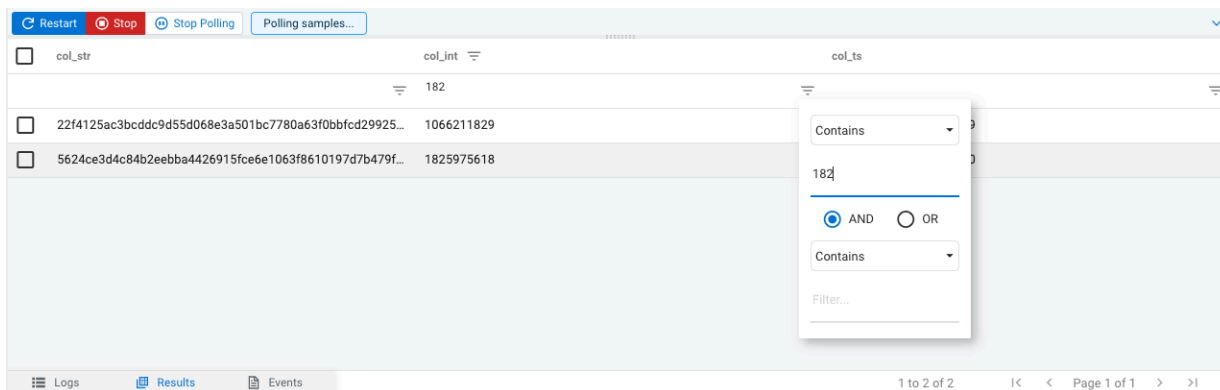 Restart Stop Stop Polling Polling samples...
col_str col_int col_ts
182
22f4125ac3bcddc9d55d068e3a501bc7780a63f0bbfcd29925... 1066211829 9
5624ce3d4c84b2eebba4426915fce6e1063f8610197d7b479f... 1825975618
Contains
182
AND OR
Contains
Filter...
Logs Results Events 1 to 2 of 2 Page 1 of 1